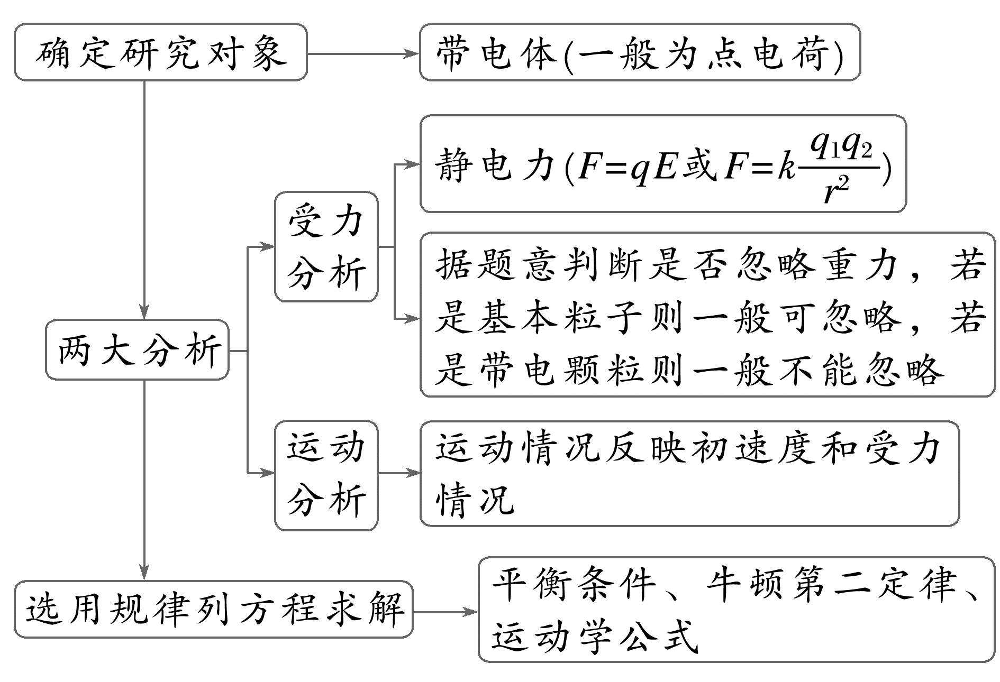 确定研究对象
带电体(一般为点电荷)
静电力(F=qE或F=k\frac{q₁q₂}{r²})
受力
分析
据题意判断是否忽略重力，若
是基本粒子则一般可忽略，若
是带电颗粒则一般不能忽略
两大分析
运动
分析
运动情况反映初速度和受力
情况
选用规律列方程求解
平衡条件、牛顿第二定律、
运动学公式